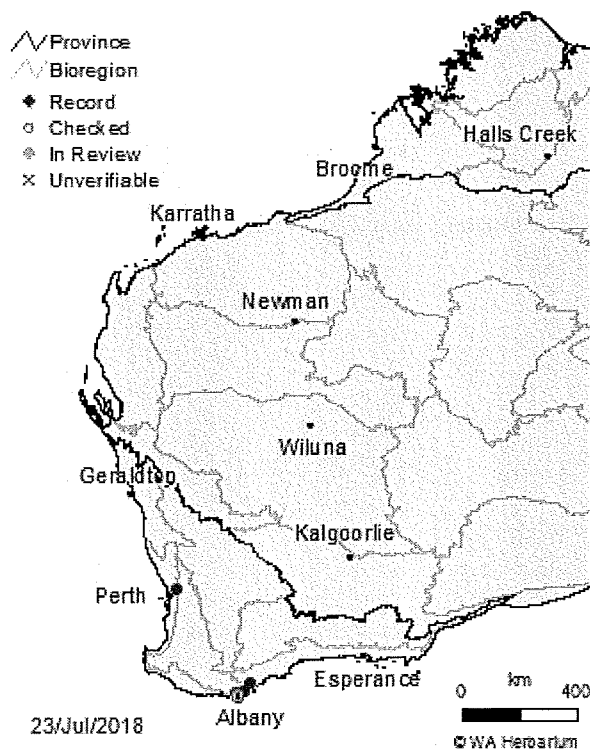 Province
Bioregion
Record
Checked
In Review
Unverifiable
Halls Creek
Broome
Karratha
Newman
Wiluna
Geraldton
Kalgoorlie
Perth
Esperance
Albany
23/Jul/2018
0 km 400
© WA Herbarium